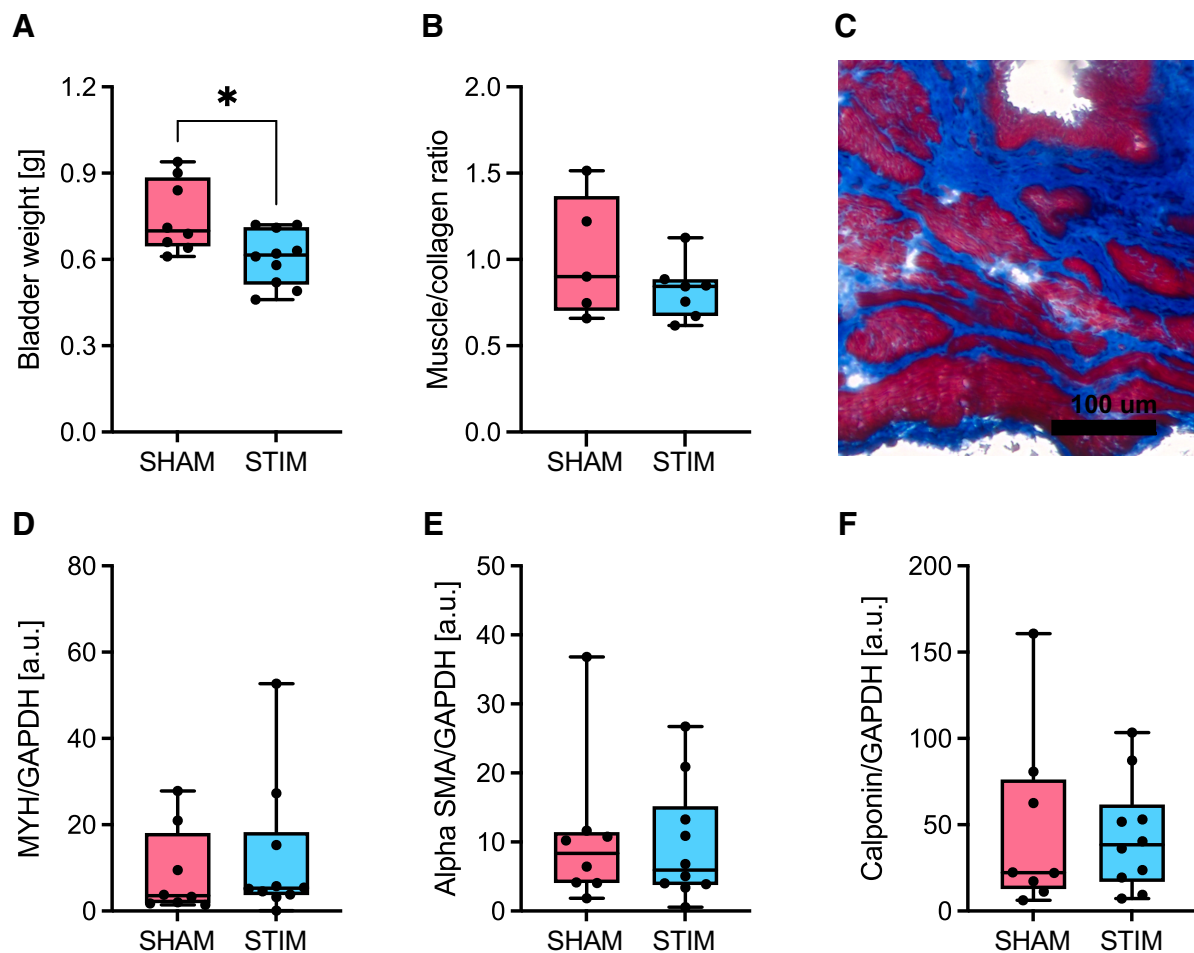 A
Bladder weight [g]
1.2
0.9
0.6
0.3
0.0
*
SHAM STIM
B
Muscle/collagen ratio
2.0
1.5
1.0
0.5
0.0
SHAM STIM
C
100 um
D
MYH/GAPDH [a.u.]
80
60
40
20
0
SHAM STIM
E
Alpha SMA/GAPDH [a.u.]
50
40
30
20
10
0
SHAM STIM
F
Calponin/GAPDH [a.u.]
200
150
100
50
0
SHAM STIM